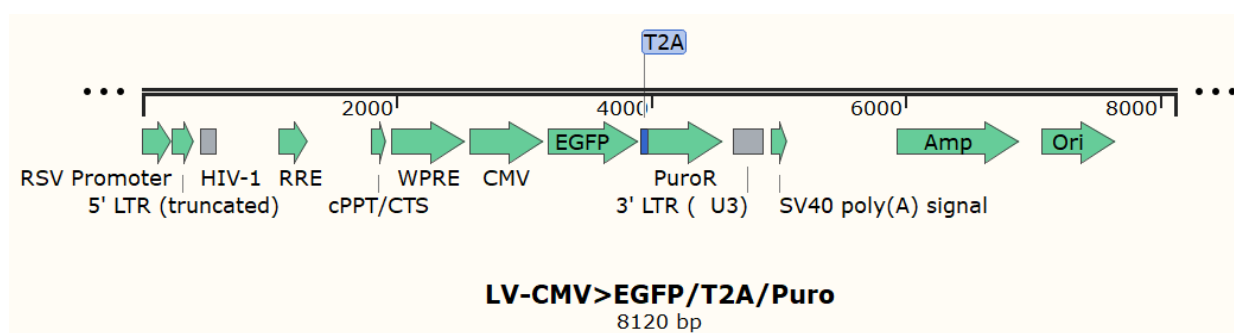 T2A
2000
4000
6000
8000
EGFP
Amp
Ori
RSV Promoter
HIV-1
RRE
WPRE
CMV
PuroR
5' LTR (truncated)
cPPT/CTS
3' LTR ( U3)
SV40 poly(A) signal
LV-CMV>EGFP/T2A/Puro
8120 bp